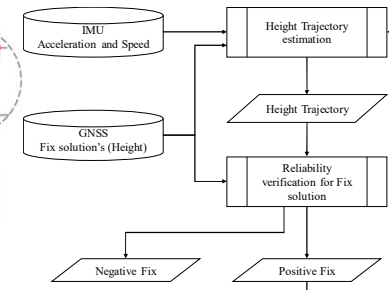 IMU
Acceleration and Speed
Height Trajectory
estimation
Height Trajectory
GNSS
Fix solution's (Height)
Reliability
verification for Fix
solution
Negative Fix
Positive Fix